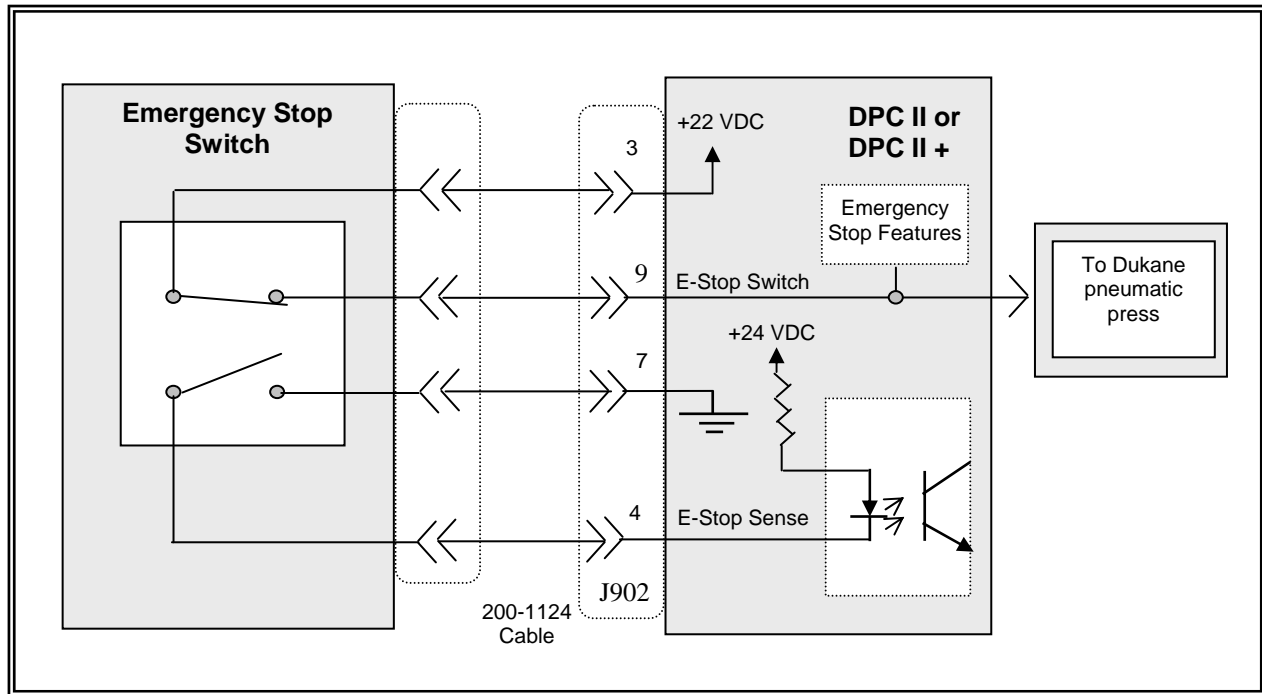 Emergency Stop
Switch
3
+22 VDC
DPC II or
DPC II +
Emergency
Stop Features
9
E-Stop Switch
To Dukane
pneumatic
press
7
+24 VDC
4
E-Stop Sense
J902
200-1124
Cable